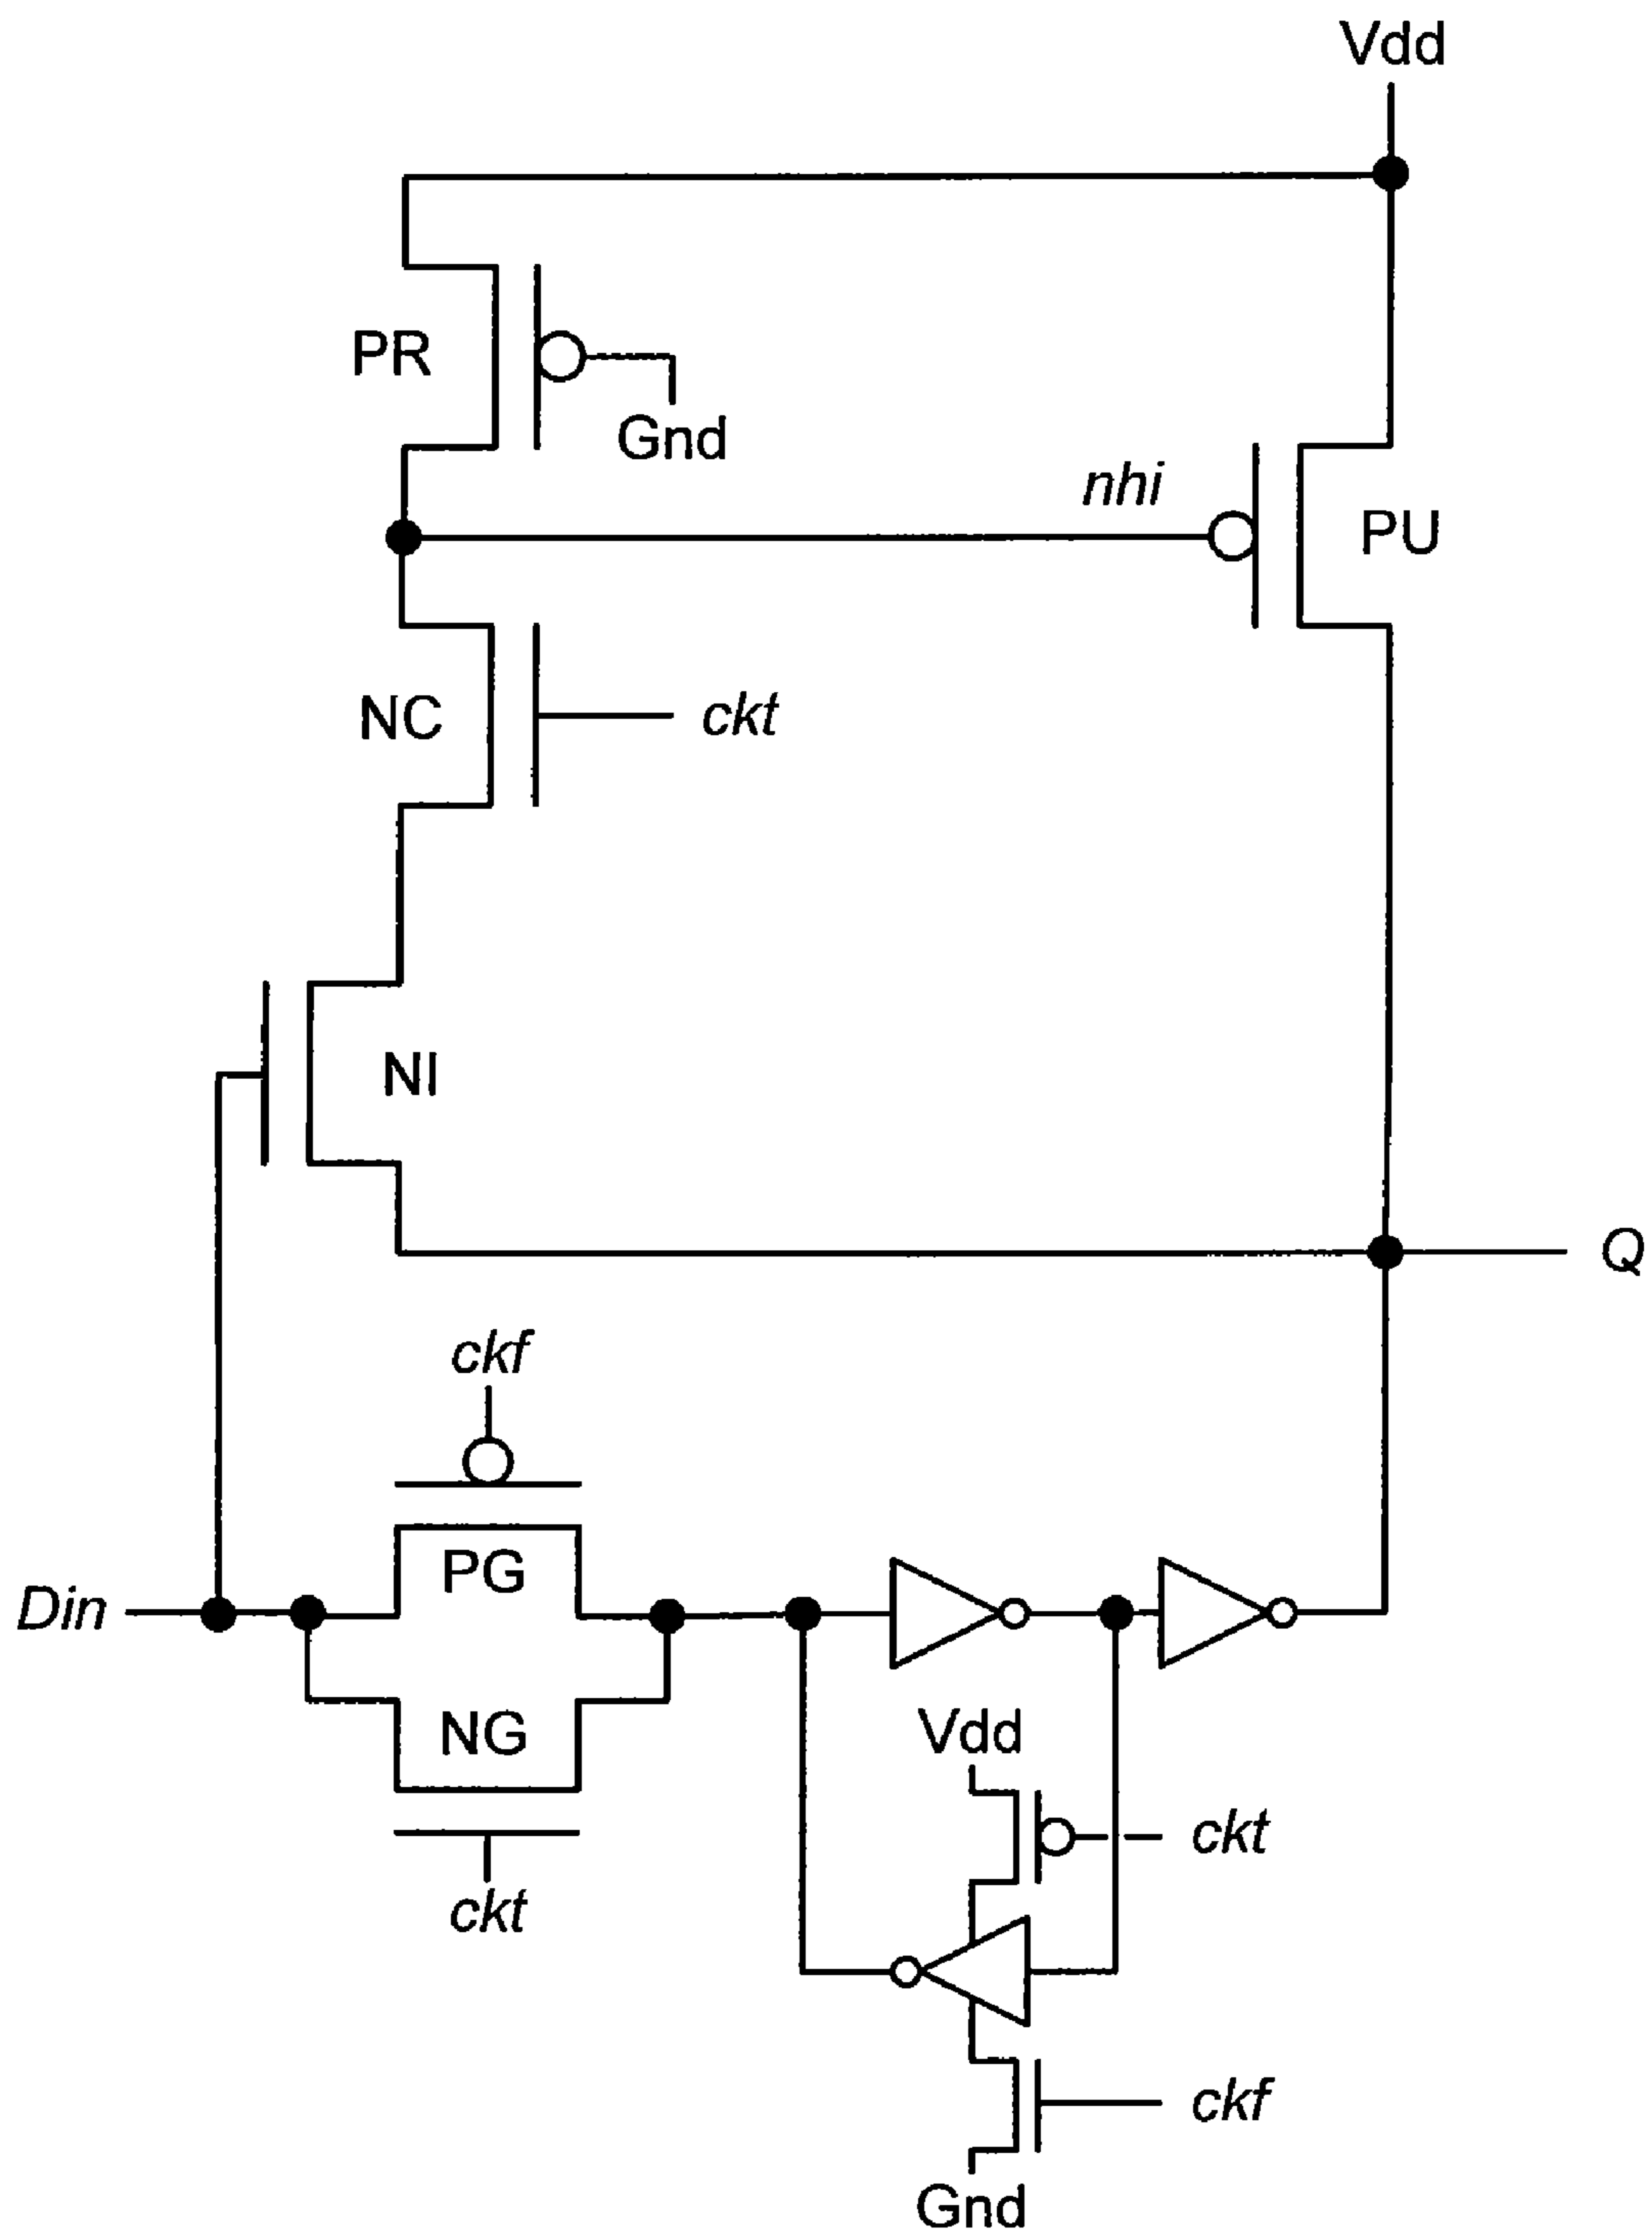 Vdd
PR
Gnd
nhi
PU
NC
ckt
NI
Q
ckf
PG
Din
NG
Vdd
ckt
ckt
ckf
Gnd